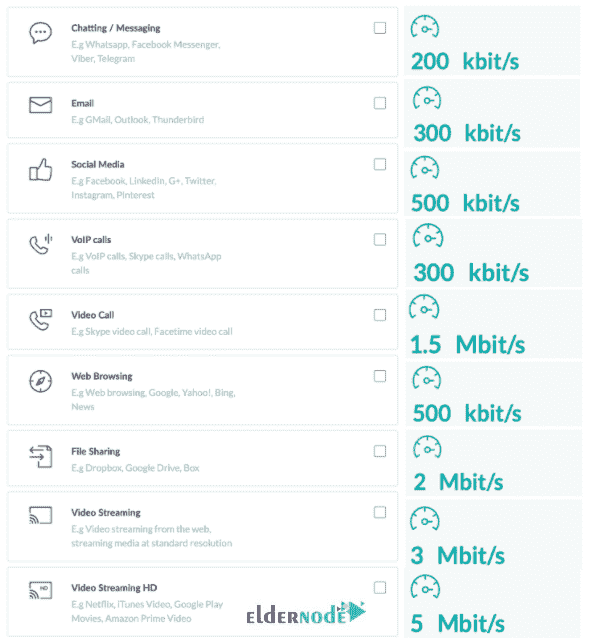 Chatting / Messaging
E.g Whatsapp, Facebook Messenger,
Viber, Telegram
200 kbit/s
Email
E.g GMail, Outlook, Thunderbird
300 kbit/s
Social Media
E.g Facebook, LinkedIn, G+, Twitter,
Instagram, Pinterest
500 kbit/s
VoIP calls
E.g VoIP calls, Skype calls, WhatsApp
calls
300 kbit/s
Video Call
E.g Skype video call, Facetime video call
1.5 Mbit/s
Web Browsing
E.g Web browsing, Google, Yahoo!, Bing,
News
500 kbit/s
File Sharing
E.g Dropbox, Google Drive, Box
2 Mbit/s
Video Streaming
E.g Video streaming from the web,
streaming media at standard resolution
3 Mbit/s
HD
Video Streaming HD
E.g Netflix, iTunes Video, Google Play
Movies, Amazon Prime Video
ELDERNODE
5 Mbit/s